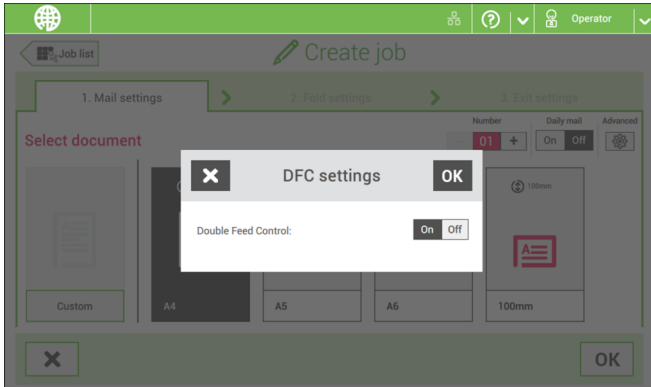 Operator
Job list
Create job
1. Mail settings
2. Fold settings
3. Exit settings
Select document
Number
Daily mail
Advanced
01 +
On Off
DFC settings
OK
Double Feed Control:
On Off
100mm
Custom
A4
A5
A6
100mm
OK